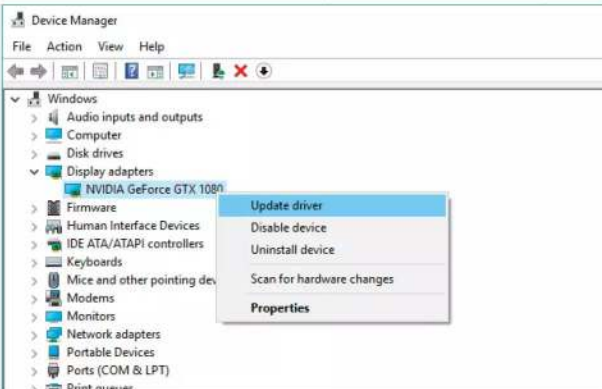 Device Manager
File Action View Help
Windows
Audio inputs and outputs
Computer
Disk drives
Display adapters
NVIDIA GeForce GTX 1080
Update driver
Firmware
Disable device
Human Interface Devices
IDE ATA/ATAPI controllers
Uninstall device
Keyboards
Mice and other pointing dev
Scan for hardware changes
Modems
Properties
Monitors
Network adapters
Portable Devices
Ports (COM & LPT)
Print queues